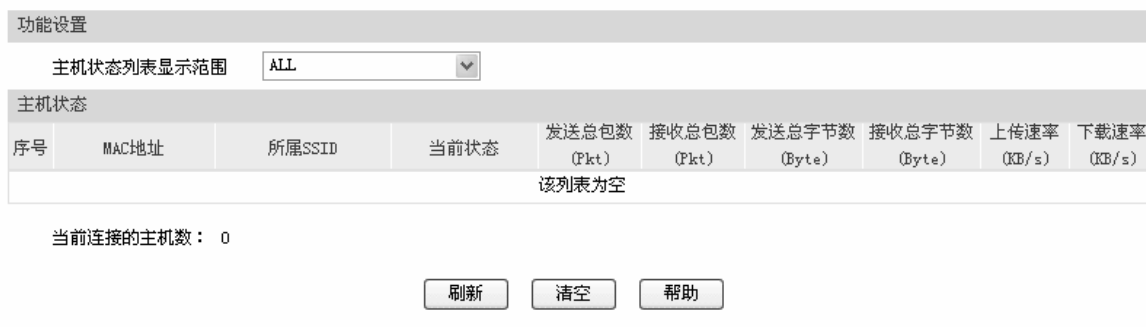 功能设置
主机状态列表显示范围 ALL
主机状态
序号 MAC地址 所属SSID 当前状态 发送总包数(Pkt) 接收总包数(Pkt) 发送总字节数(Byte) 接收总字节数(Byte) 上传速率(KB/s) 下载速率(KB/s)
该列表为空
当前连接的主机数： 0
刷新 清空 帮助